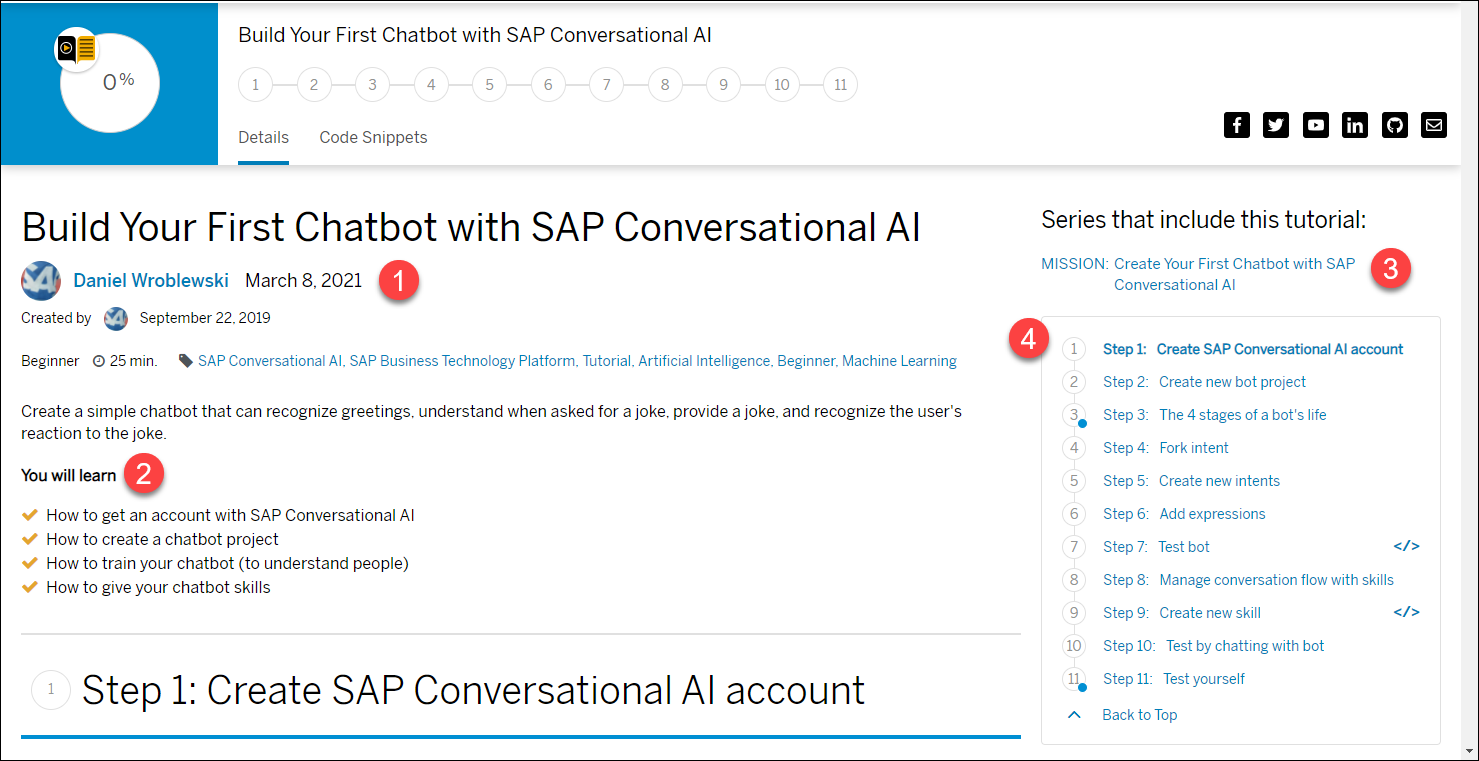 Build Your First Chatbot with SAP Conversational AI
0%
1 2 3 4 5 6 7 8 9 10 11
Details Code Snippets
Build Your First Chatbot with SAP Conversational AI
Daniel Wroblewski March 8, 2021 1
Created by September 22, 2019
Beginner 25 min. SAP Conversational AI, SAP Business Technology Platform, Tutorial, Artificial Intelligence, Beginner, Machine Learning
Create a simple chatbot that can recognize greetings, understand when asked for a joke, provide a joke, and recognize the user's
reaction to the joke.
You will learn 2
How to get an account with SAP Conversational AI
How to create a chatbot project
How to train your chatbot (to understand people)
How to give your chatbot skills
1 Step 1: Create SAP Conversational AI account
Series that include this tutorial:
MISSION: Create Your First Chatbot with SAP 3
Conversational AI
4
1 Step 1: Create SAP Conversational AI account
2 Step 2: Create new bot project
3 Step 3: The 4 stages of a bot's life
4 Step 4: Fork intent
5 Step 5: Create new intents
6 Step 6: Add expressions
7 Step 7: Test bot </>
8 Step 8: Manage conversation flow with skills
9 Step 9: Create new skill </>
10 Step 10: Test by chatting with bot
11 Step 11: Test yourself
Back to Top